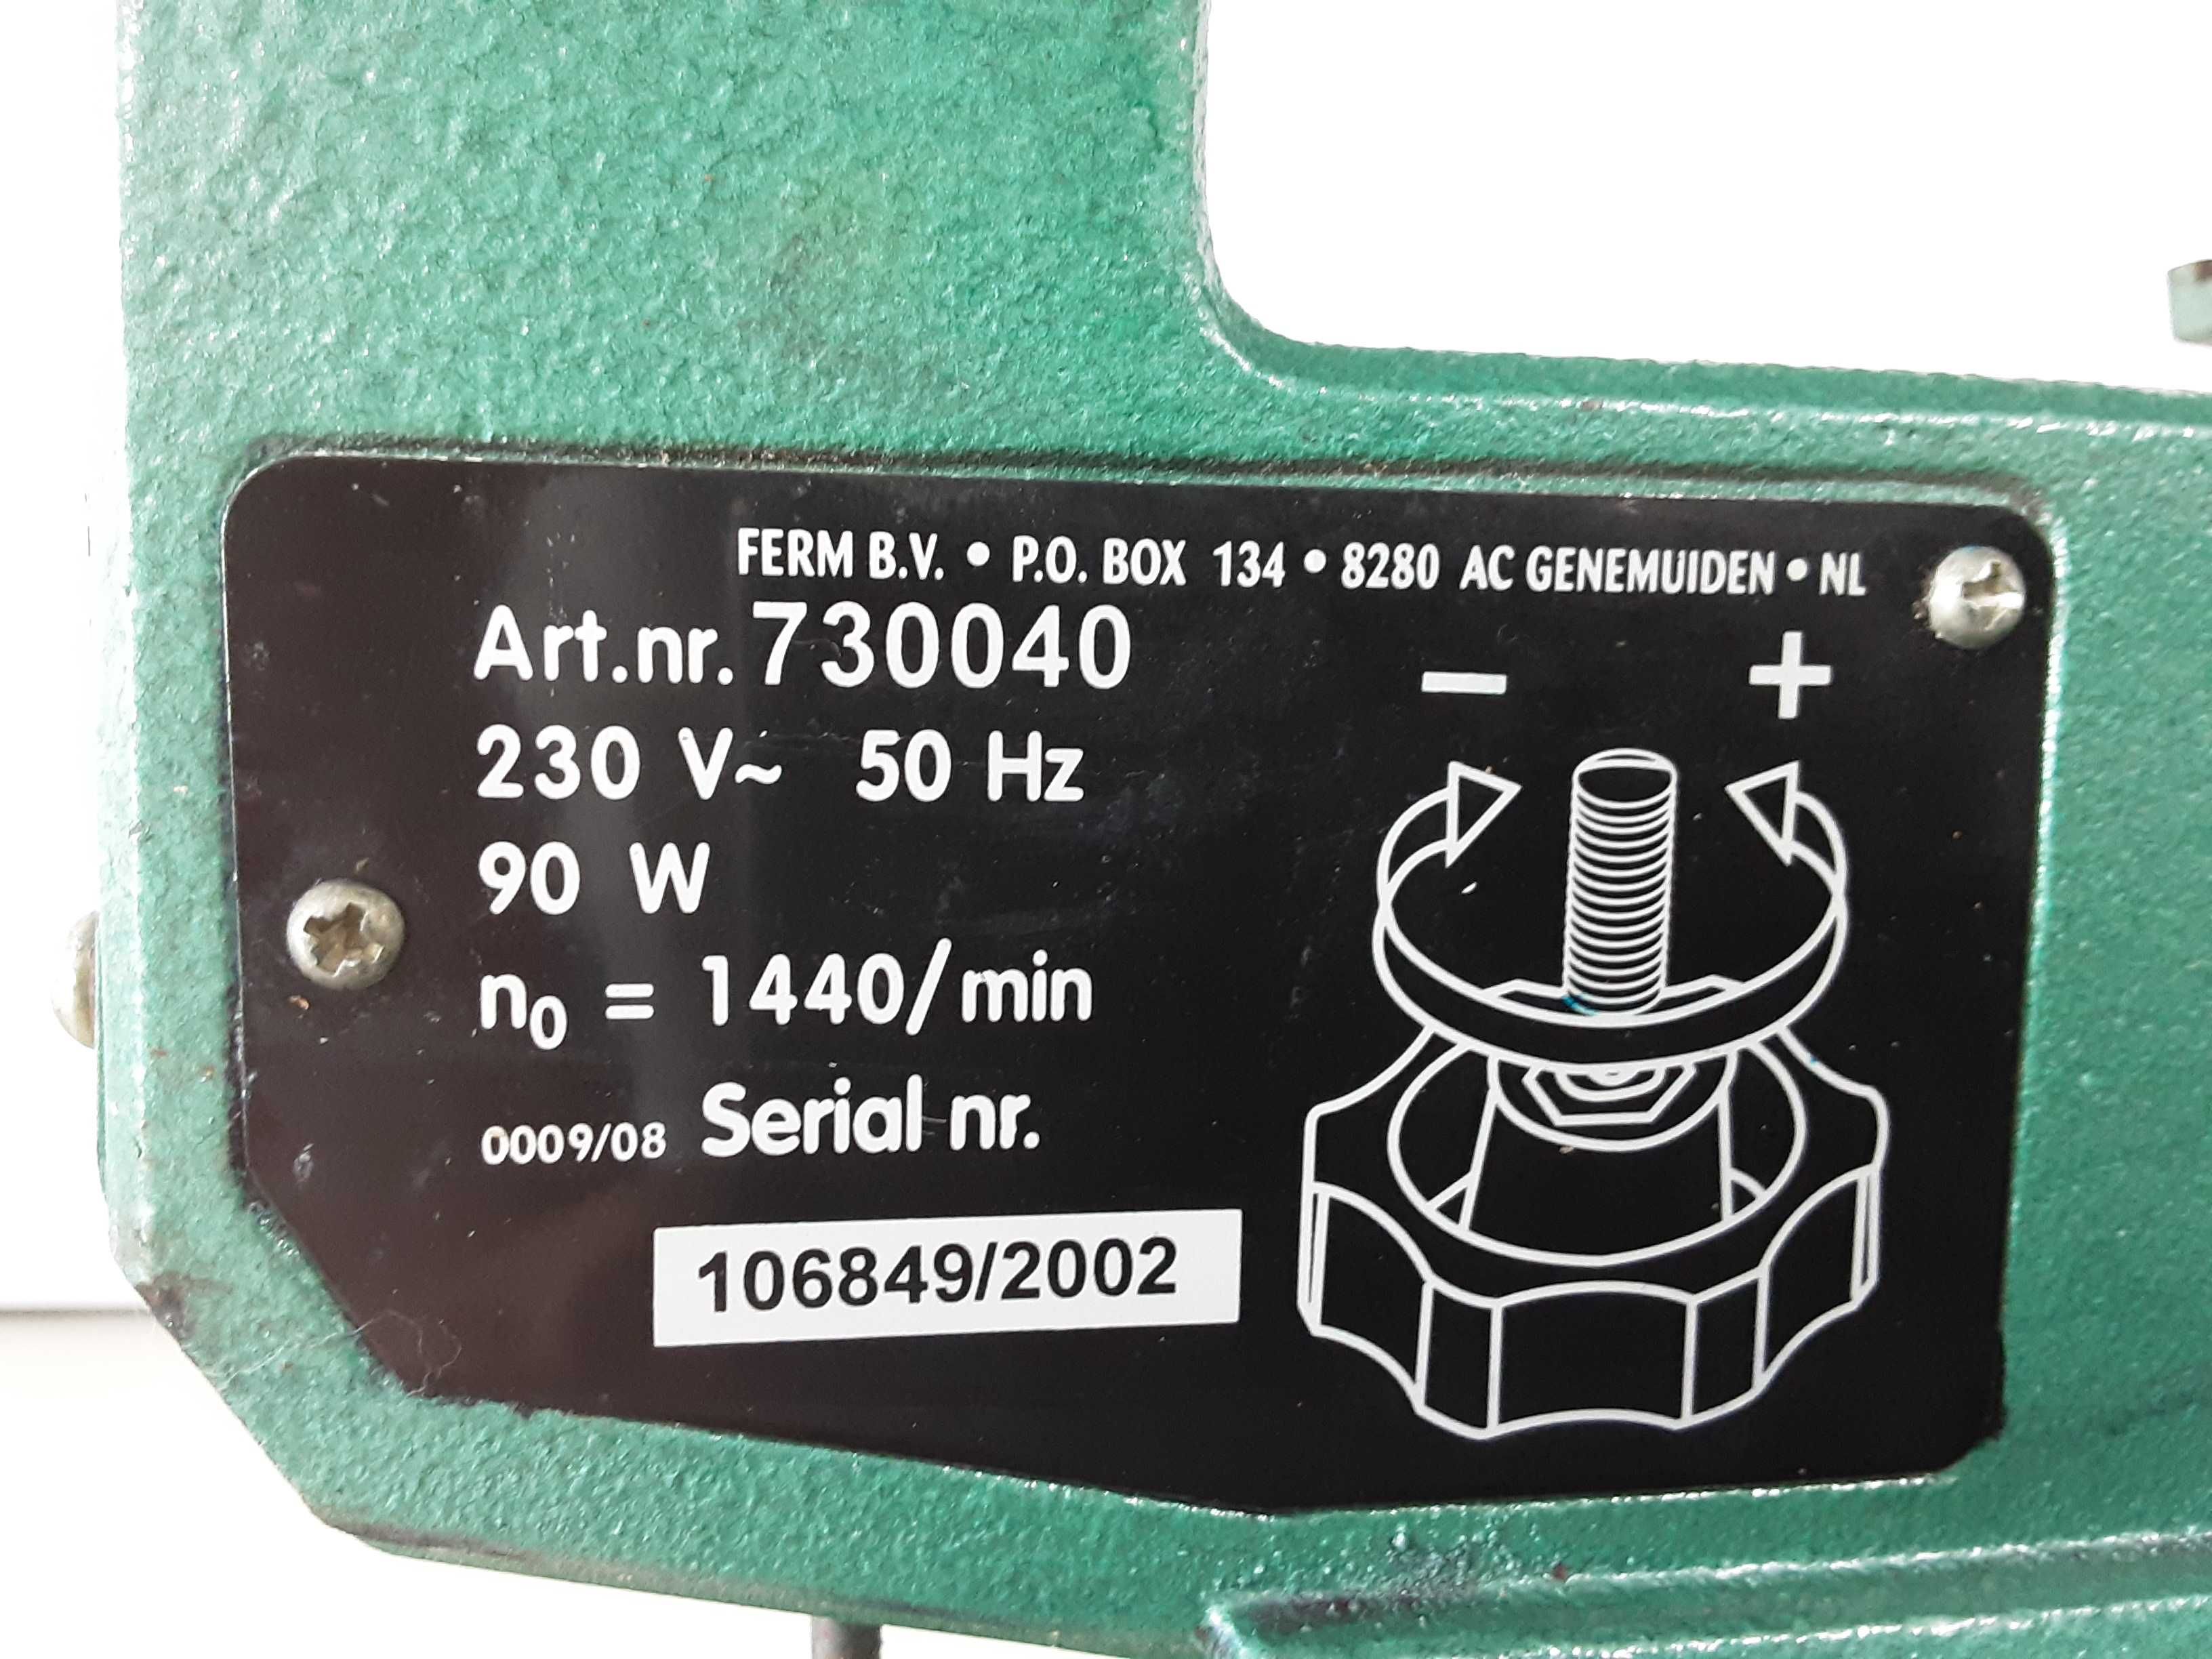 FERM B.V. • P.O. BOX 134 • 8280 AC GENEMUIDEN • NL
Art.nr. 730040
230 V~ 50 Hz
90 W
n₀ = 1440/min
0009/08 Serial nr.
106849/2002
− +